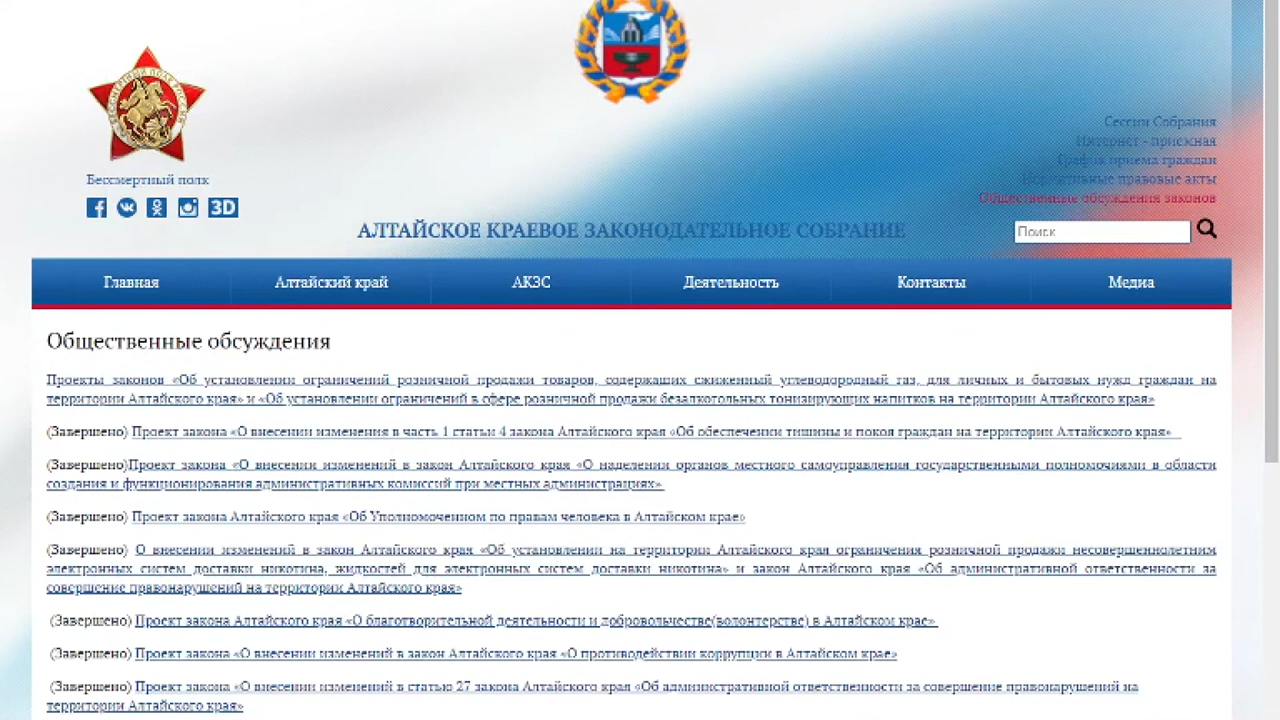 Бессмертный полк
3D
Сессии Собрания
Интернет - приемная
График приема граждан
Нормативные правовые акты
Общественные обсуждения законов
АЛТАЙСКОЕ КРАЕВОЕ ЗАКОНОДАТЕЛЬНОЕ СОБРАНИЕ
Поиск
Главная Алтайский край АКЗС Деятельность Контакты Медиа
Общественные обсуждения
Проекты законов «Об установлении ограничений розничной продажи товаров, содержащих сжиженный углеводородный газ, для личных и бытовых нужд граждан на
территории Алтайского края» и «Об установлении ограничений в сфере розничной продажи безалкогольных тонизирующих напитков на территории Алтайского края»
(Завершено) Проект закона «О внесении изменения в часть 1 статьи 4 закона Алтайского края «Об обеспечении тишины и покоя граждан на территории Алтайского края»
(Завершено)Проект закона «О внесении изменений в закон Алтайского края «О наделении органов местного самоуправления государственными полномочиями в области
создания и функционирования административных комиссий при местных администрациях»
(Завершено) Проект закона Алтайского края «Об Уполномоченном по правам человека в Алтайском крае»
(Завершено) О внесении изменений в закон Алтайского края «Об установлении на территории Алтайского края ограничения розничной продажи несовершеннолетним
электронных систем доставки никотина, жидкостей для электронных систем доставки никотина» и закон Алтайского края «Об административной ответственности за
совершение правонарушений на территории Алтайского края»
(Завершено) Проект закона Алтайского края «О благотворительной деятельности и добровольчестве(волонтерстве) в Алтайском крае»
(Завершено) Проект закона «О внесении изменений в закон Алтайского края «О противодействии коррупции в Алтайском крае»
(Завершено) Проект закона «О внесении изменений в статью 27 закона Алтайского края «Об административной ответственности за совершение правонарушений на
территории Алтайского края»